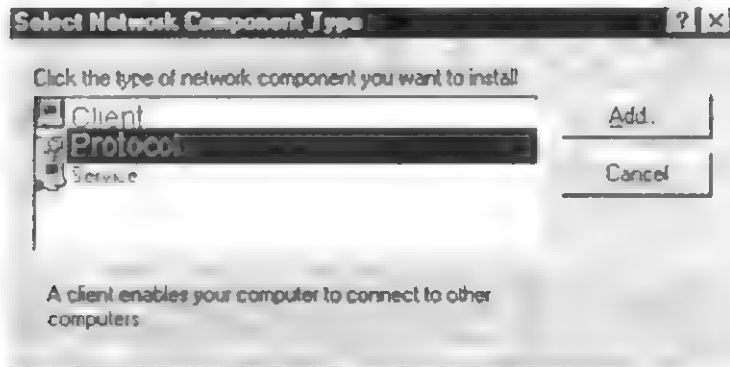 Select Network Component Type
Click the type of network component you want to install
Client
Protocol
Service
Add.
Cancel
A client enables your computer to connect to other
computers